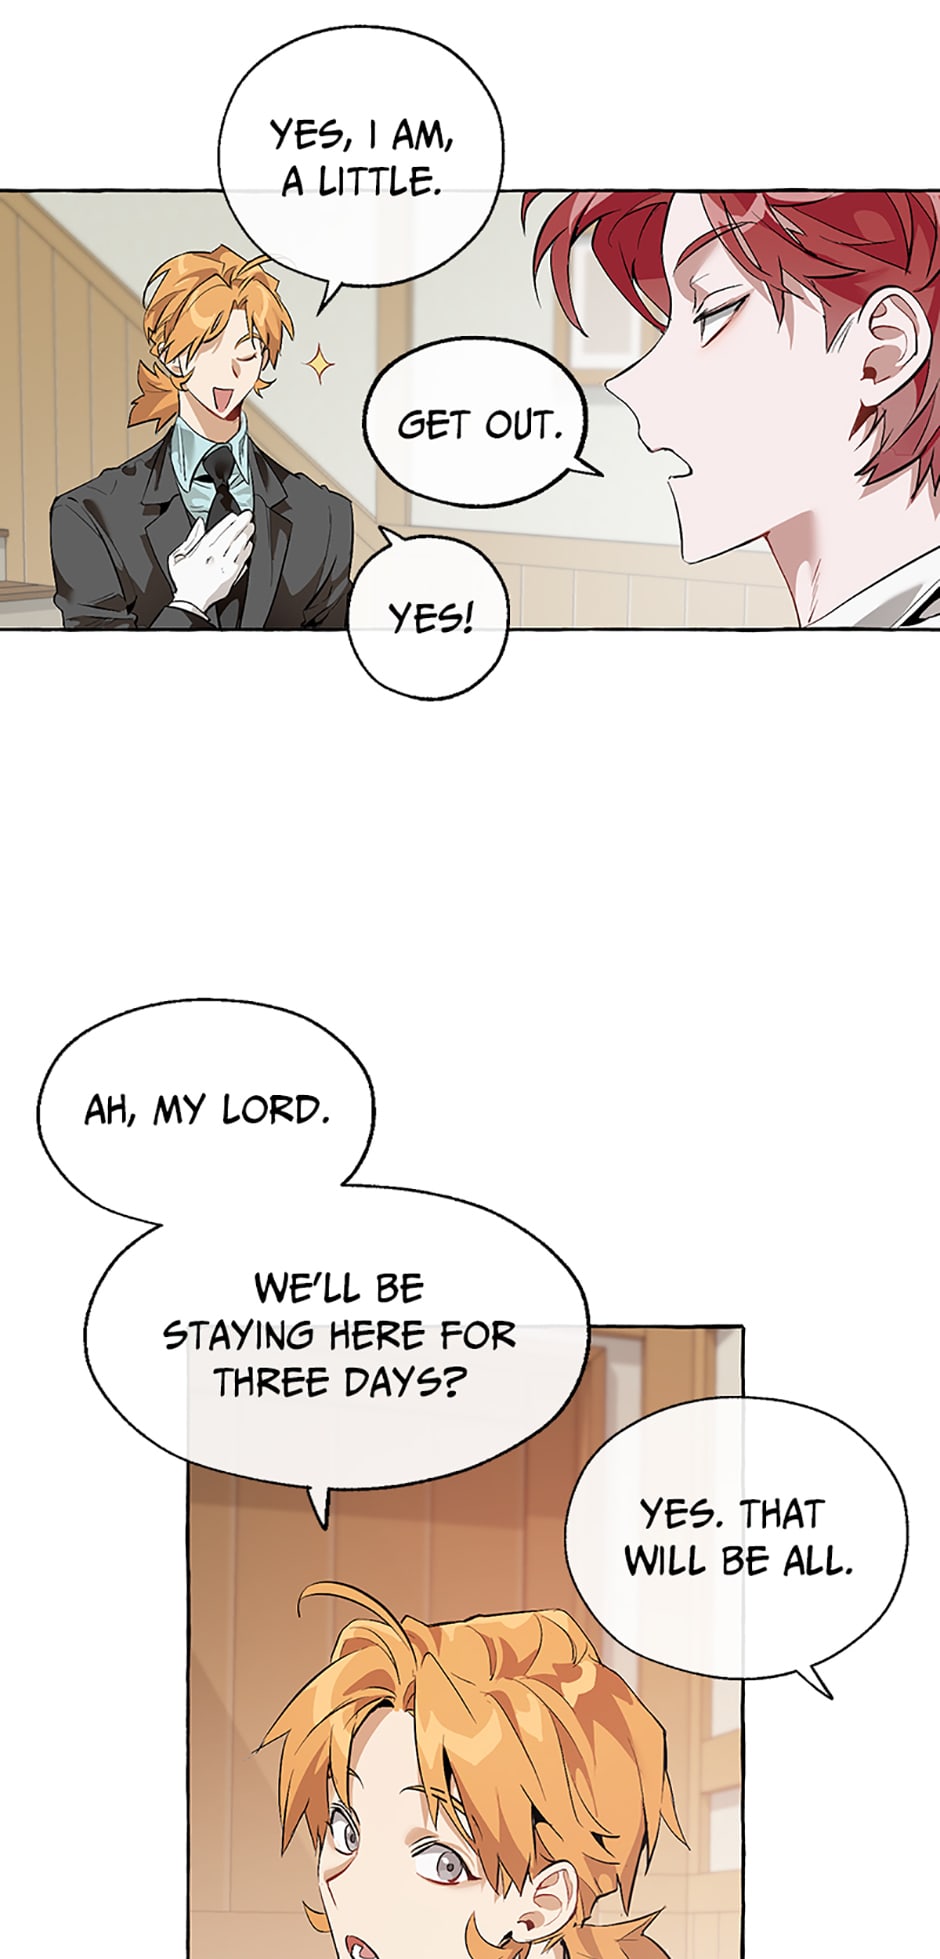 YES, I AM,
A LITTLE.
GET OUT.
YES!
AH, MY LORD.
WE'LL BE
STAYING HERE FOR
THREE DAYS?
YES. THAT
WILL BE ALL.